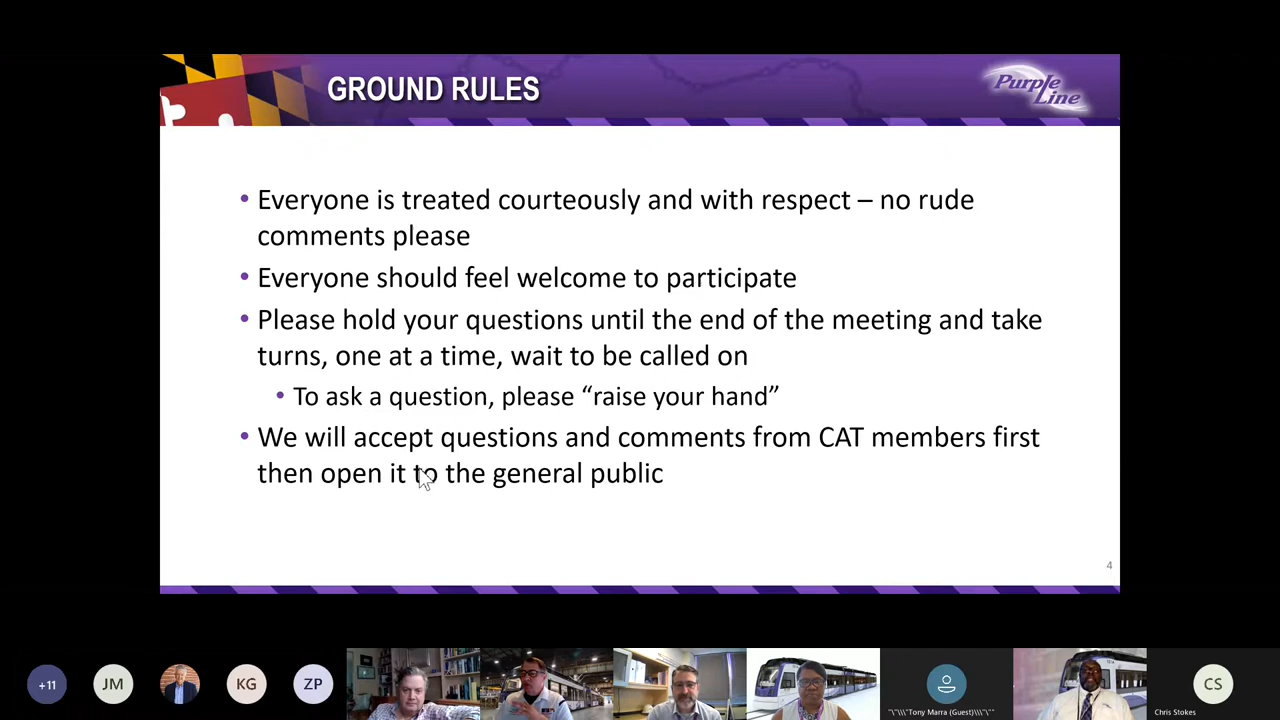 GROUND RULES
Purple
Line
• Everyone is treated courteously and with respect – no rude
comments please
• Everyone should feel welcome to participate
• Please hold your questions until the end of the meeting and take
turns, one at a time, wait to be called on
• To ask a question, please “raise your hand”
• We will accept questions and comments from CAT members first
then open it to the general public
4
+11
JM
KG
ZP
"\"\\\"Tony Marra (Guest)\\\"\""
CS
Chris Stokes